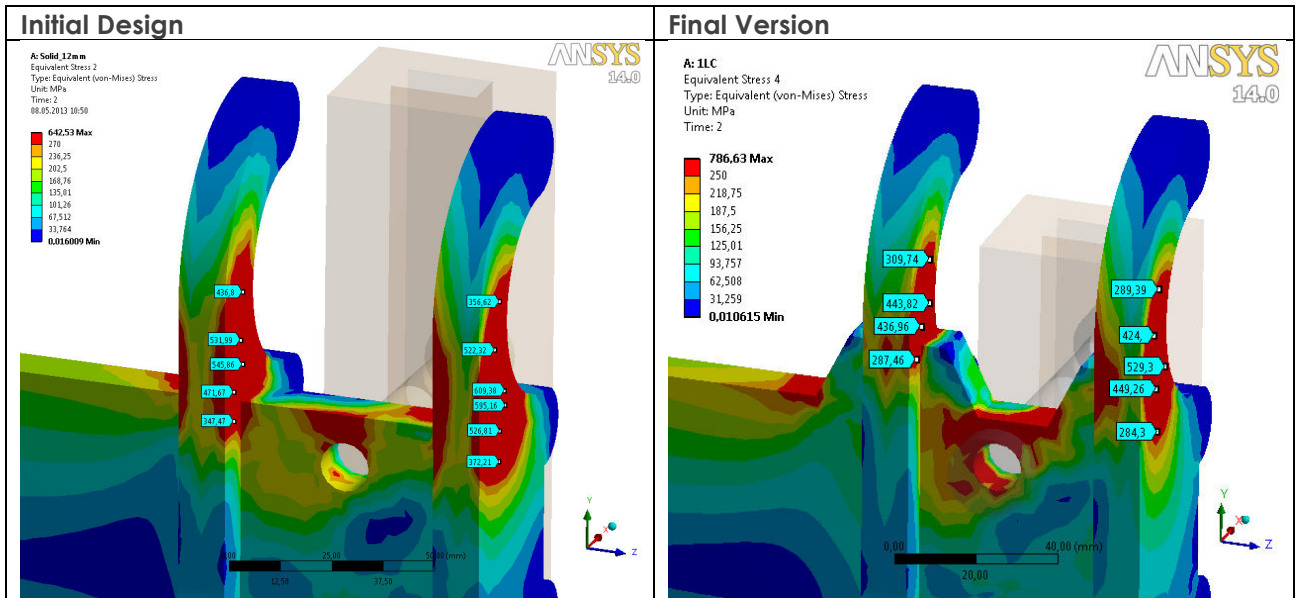 Initial Design
ANSYS
14.0
A: Solid_12mm
Equivalent Stress 2
Type: Equivalent (von-Mises) Stress
Unit: MPa
Time: 2
08.05.2013 10:50
642,53 Max
270
236,25
202,5
168,76
135,01
101,26
67,512
33,764
0,016009 Min
436,8
531,99
545,86
471,67
347,47
356,62
522,32
609,38
595,16
526,81
372,21
Y
X
Z
,00
25,00
50,00 (mm)
12,50
37,50
Final Version
ANSYS
14.0
A: 1LC
Equivalent Stress 4
Type: Equivalent (von-Mises) Stress
Unit: MPa
Time: 2
786,63 Max
250
218,75
187,5
156,25
125,01
93,757
62,508
31,259
0,010615 Min
309,74
443,82
436,96
287,46
289,39
424,
529,3
449,26
284,3
Y
X
Z
0,00
40,00 (mm)
20,00